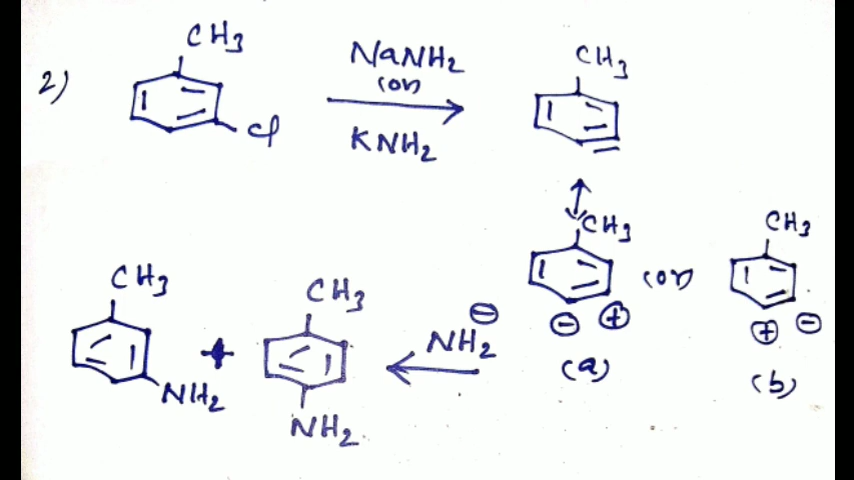 2)
CH3
Cl
NaNH2
(or)
KNH2
CH3
CH3
⊖ ⊕
(a)
(or)
CH3
⊕ ⊖
(b)
NH2⊖
CH3
NH2
+
CH3
NH2